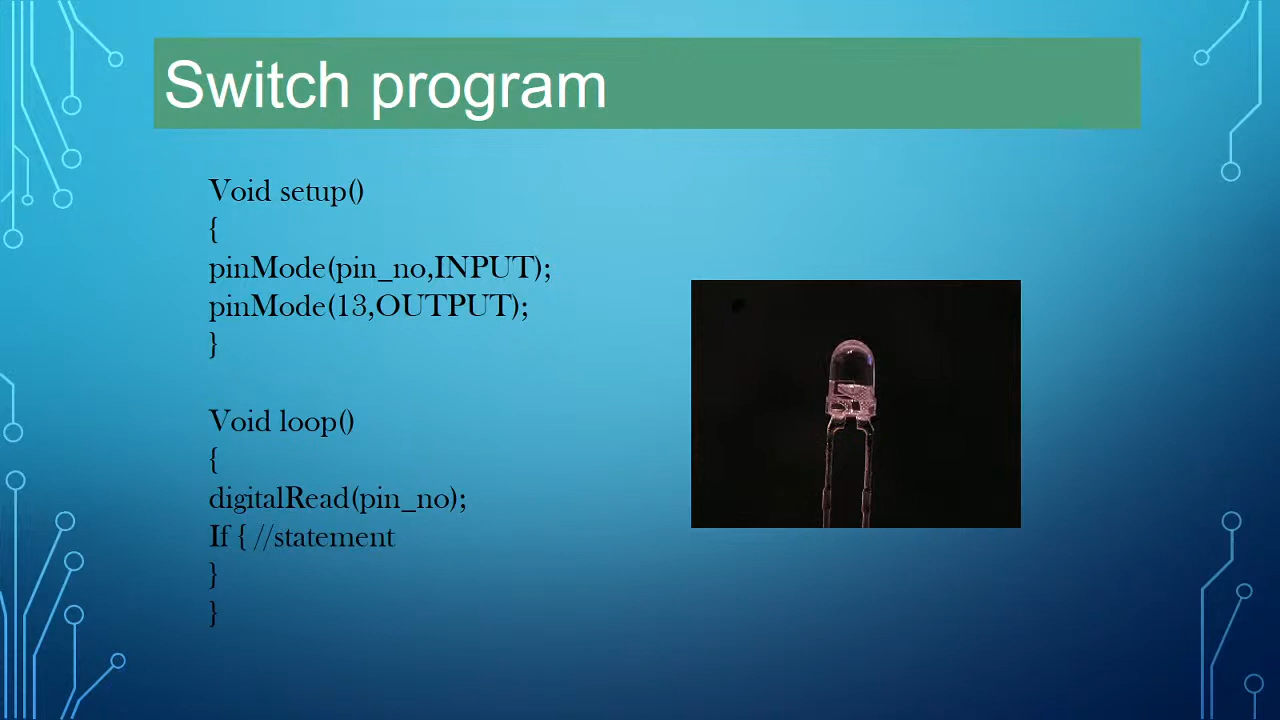 Switch program
Void setup()
{
pinMode(pin_no,INPUT);
pinMode(13,OUTPUT);
}
Void loop()
{
digitalRead(pin_no);
If { //statement
}
}